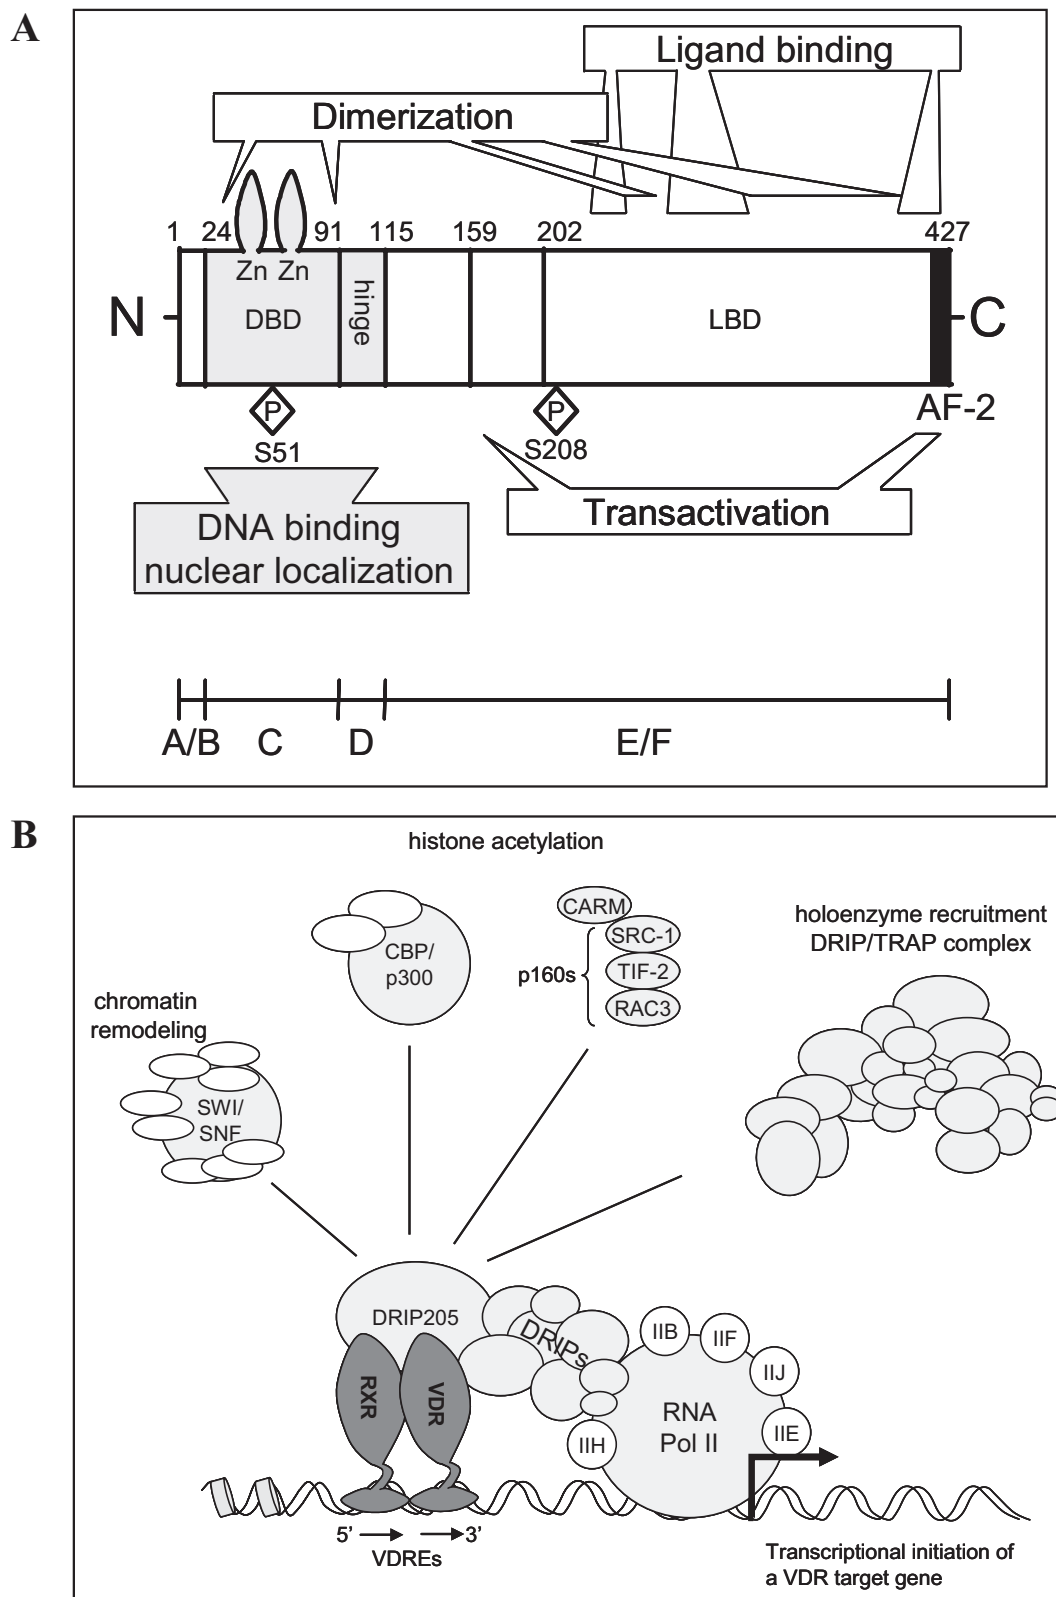 A
Ligand binding
Dimerization
1 24 91 115 159 202 427
Zn Zn
N DBD hinge LBD C
P P AF-2
S51 S208
DNA binding
nuclear localization
Transactivation
A/B C D E/F
B
histone acetylation
CARM
SRC-1
p160s TIF-2
RAC3
CBP/
p300
holoenzyme recruitment
DRIP/TRAP complex
chromatin
remodeling
SWI/
SNF
DRIP205
DRIPs
RXR VDR
IIB IIF
IIJ
IIE
IIH
RNA
Pol II
5’ 3’
VDREs
Transcriptional initiation of
a VDR target gene